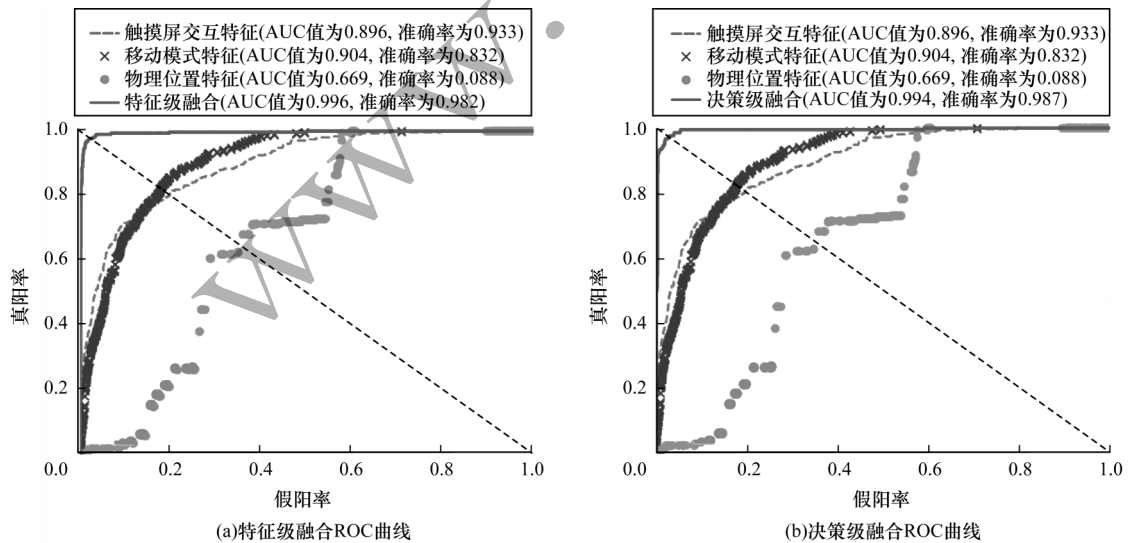 触摸屏交互特征(AUC值为0.896, 准确率为0.933)
移动模式特征(AUC值为0.904, 准确率为0.832)
物理位置特征(AUC值为0.669, 准确率为0.088)
特征级融合(AUC值为0.996, 准确率为0.982)
1.0
0.8
0.6
0.4
0.2
0.0
0.2
0.4
0.6
0.8
1.0
真阳率
假阳率
(a)特征级融合ROC曲线
触摸屏交互特征(AUC值为0.896, 准确率为0.933)
移动模式特征(AUC值为0.904, 准确率为0.832)
物理位置特征(AUC值为0.669, 准确率为0.088)
决策级融合(AUC值为0.994, 准确率为0.987)
1.0
0.8
0.6
0.4
0.2
0.0
0.2
0.4
0.6
0.8
1.0
真阳率
假阳率
(b)决策级融合ROC曲线
www.